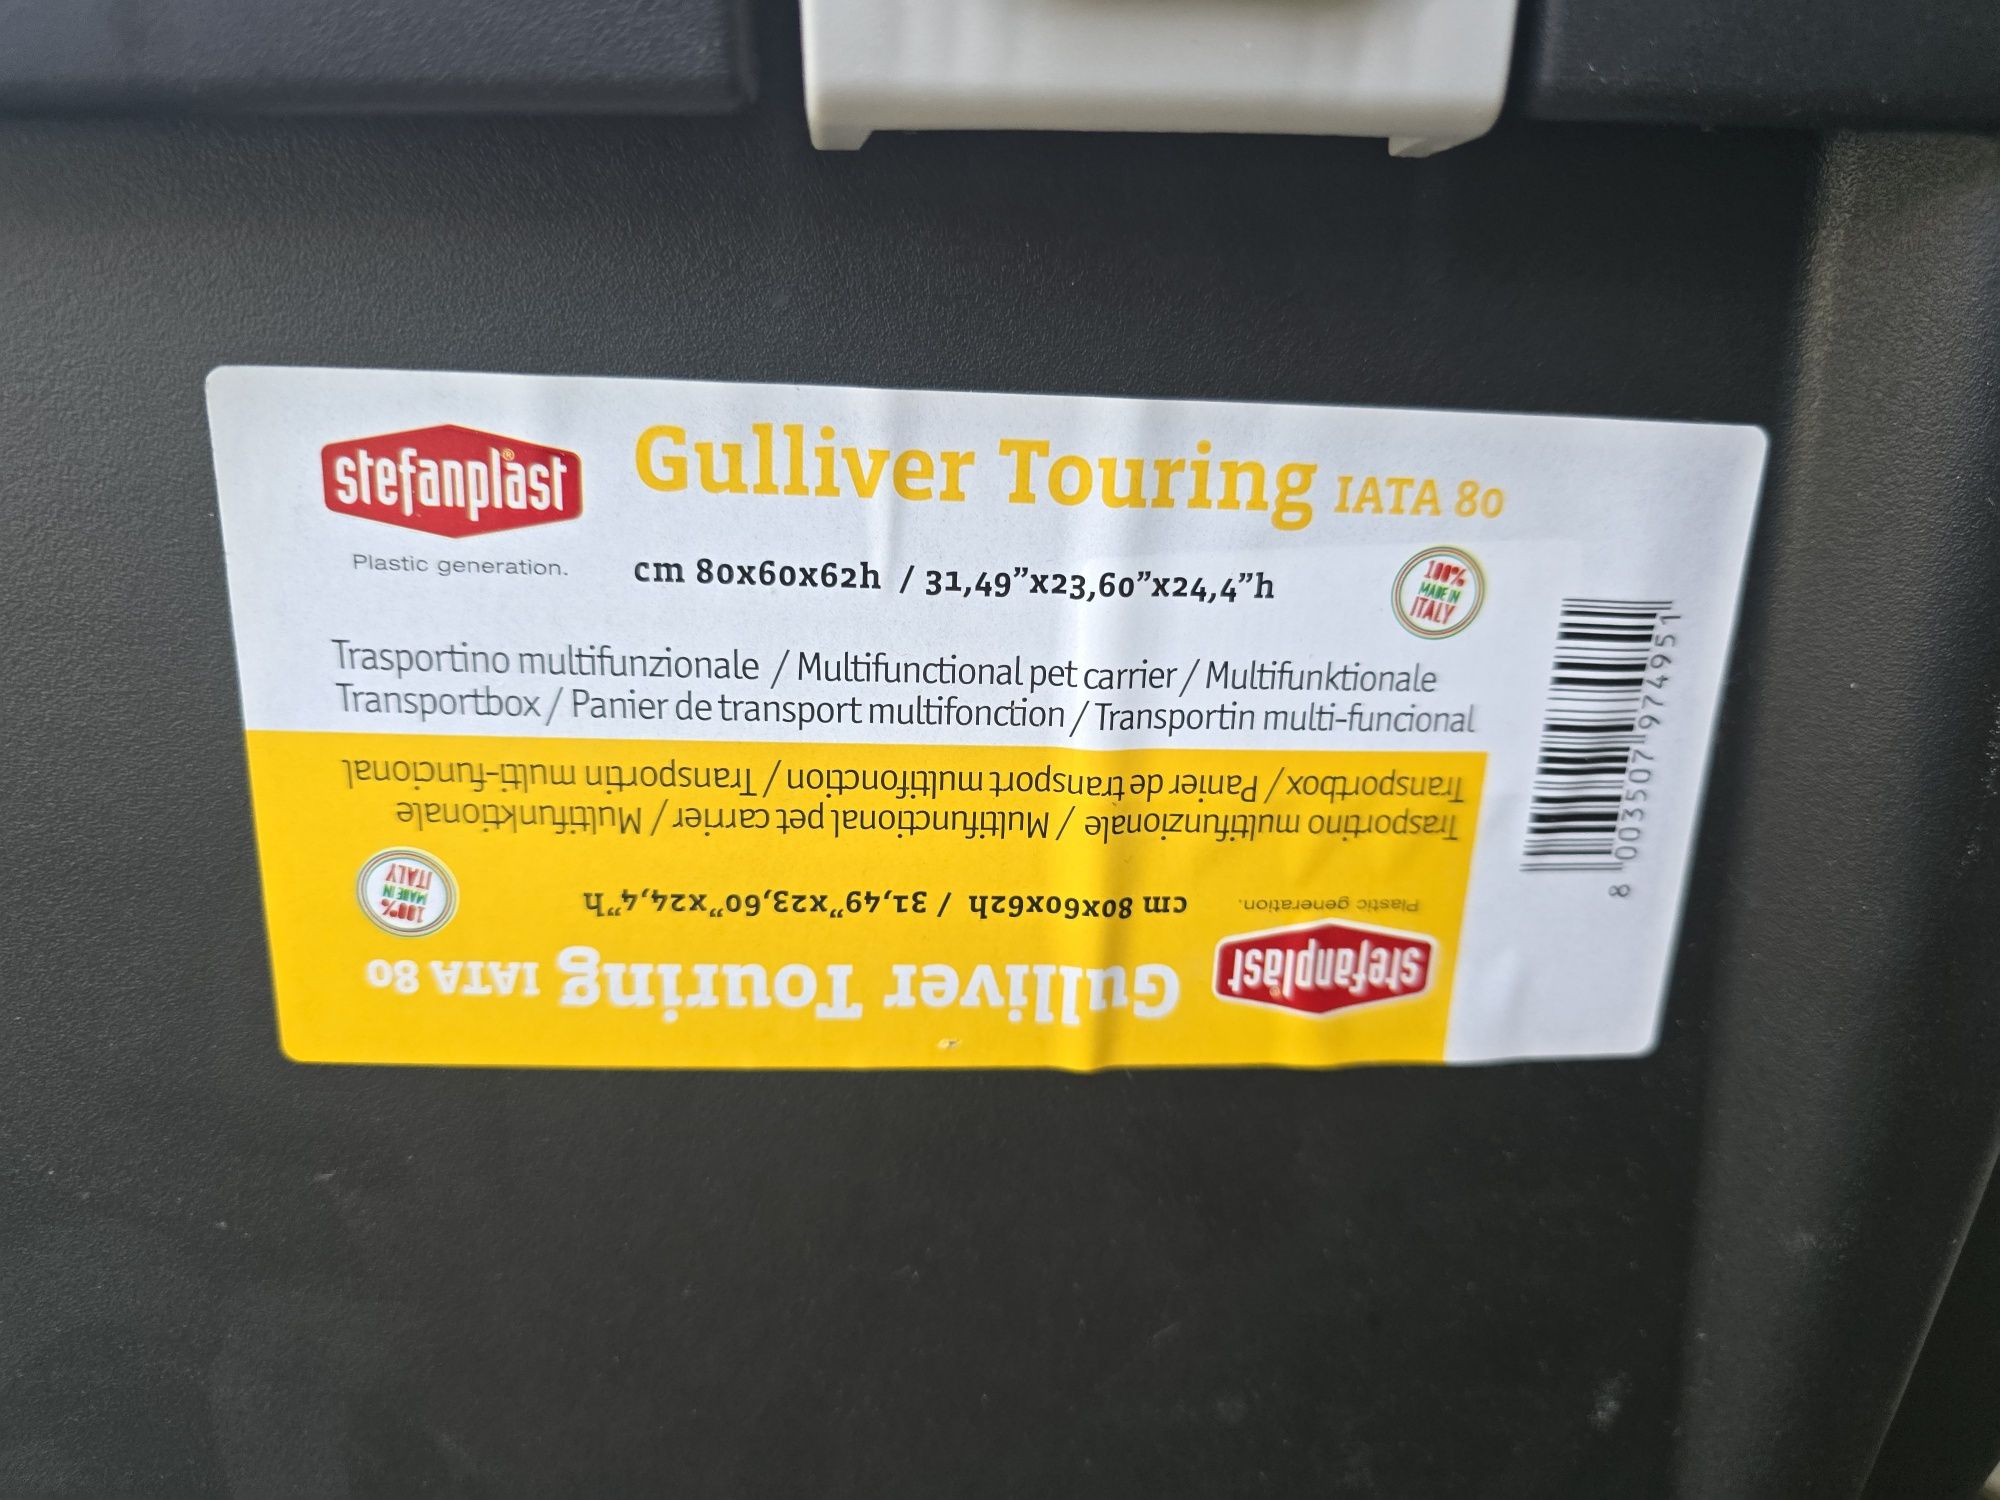 stefanplast®
Plastic generation.
Gulliver Touring IATA 80
cm 80x60x62h / 31,49”x23,60”x24,4”h
100%
MADE IN
ITALY
Trasportino multifunzionale / Multifunctional pet carrier / Multifunktionale
Transportbox / Panier de transport multifonction / Transportin multi-funcional
8 003507 974951
stefanplast
Plastic generation.
Gulliver Touring IATA 80
cm 80x60x62h / 31,49”x23,60”x24,4”h
100%
MADE IN
ITALY
Trasportino multifunzionale / Multifunctional pet carrier / Multifunktionale
Transportbox / Panier de transport multifonction / Transportin multi-funcional